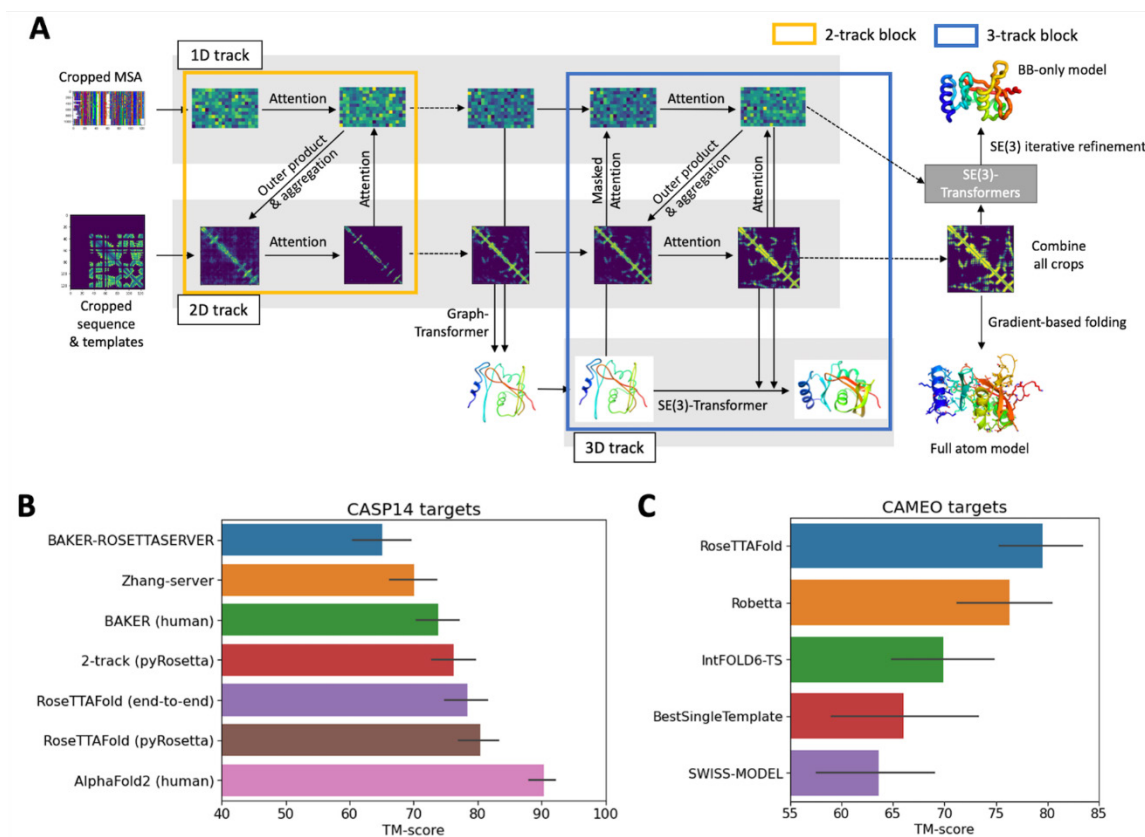 A
1D track
2-track block
3-track block
Cropped MSA
Attention
Attention
BB-only model
Outer product
& aggregation
Attention
Masked
Attention
Outer product
& aggregation
Attention
SE(3) iterative refinement
SE(3)-
Transformers
Attention
Attention
Combine
all crops
Cropped
sequence
& templates
2D track
Graph-
Transformer
Gradient-based folding
SE(3)-Transformer
3D track
Full atom model
B
CASP14 targets
BAKER-ROSETTASERVER
Zhang-server
BAKER (human)
2-track (pyRosetta)
RoseTTAFold (end-to-end)
RoseTTAFold (pyRosetta)
AlphaFold2 (human)
40 50 60 70 80 90 100
TM-score
C
CAMEO targets
RoseTTAFold
Robetta
IntFOLD6-TS
BestSingleTemplate
SWISS-MODEL
55 60 65 70 75 80 85
TM-score